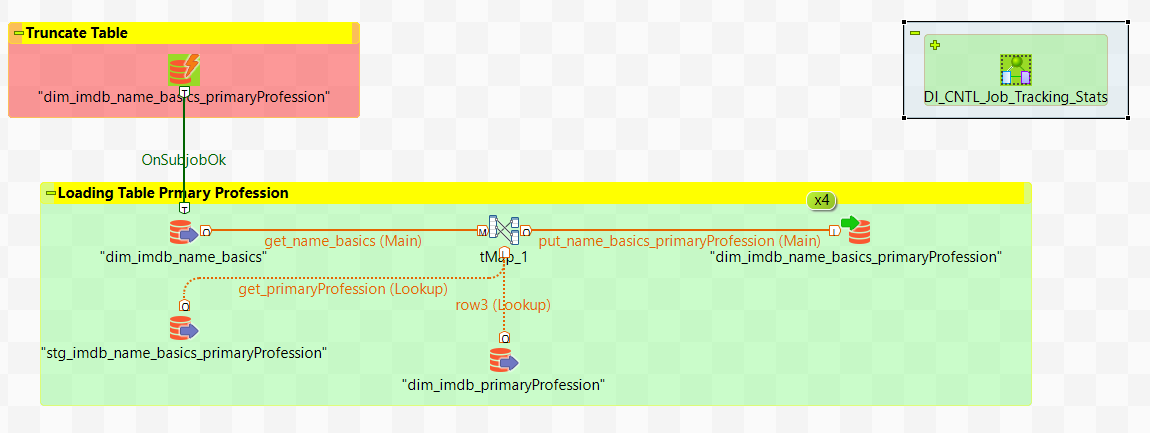 Truncate Table
"dim_imdb_name_basics_primaryProfession"
DI_CNTL_Job_Tracking_Stats
T
OnSubjobOk
Loading Table Prmary Profession
x4
T
O
get_name_basics (Main)
M
O
put_name_basics_primaryProfession (Main)
I
"dim_imdb_name_basics"
tMap_1
"dim_imdb_name_basics_primaryProfession"
L
get_primaryProfession (Lookup)
row3 (Lookup)
O
"stg_imdb_name_basics_primaryProfession"
O
"dim_imdb_primaryProfession"